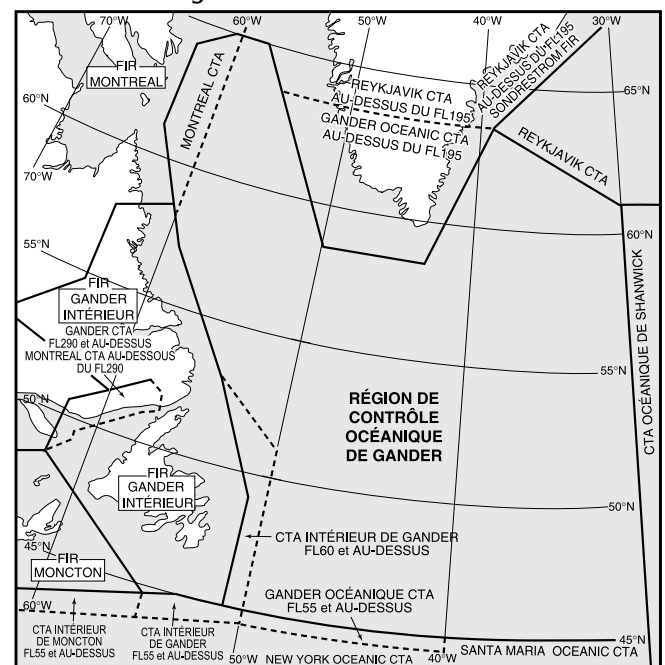 70°W
60°W
50°W
40°W
30°W
FIR
MONTREAL
MONTREAL CTA
REYKJAVIK CTA
AU-DESSUS DU FL195
GANDER OCEANIC CTA
AU-DESSUS DU FL195
REYKJAVIK CTA
AU-DESSUS DU FL195
SONDRESTROM FIR
65°N
REYKJAVIK CTA
60°N
70°W
60°N
55°N
FIR
GANDER
INTÉRIEUR
GANDER CTA
FL290 et AU-DESSUS
MONTREAL CTA AU-DESSOUS
DU FL290
55°N
CTA OCÉANIQUE DE SHANWICK
RÉGION DE
CONTRÔLE
OCÉANIQUE
DE GANDER
50°N
FIR
GANDER
INTÉRIEUR
50°N
CTA INTÉRIEUR DE GANDER
FL60 et AU-DESSUS
45°N
FIR
MONCTON
GANDER OCÉANIQUE CTA
FL55 et AU-DESSUS
60°W
CTA INTÉRIEUR
DE MONCTON
FL55 et AU-DESSUS
CTA INTÉRIEUR
DE GANDER
FL55 et AU-DESSUS
45°N
50°W
NEW YORK OCEANIC CTA
40°W
SANTA MARIA OCEANIC CTA